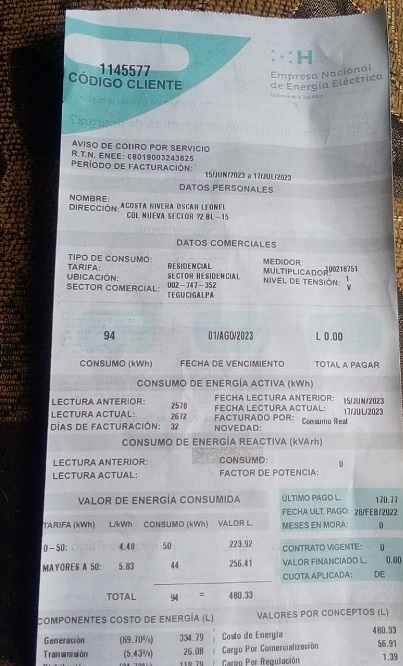 1145577
CÓDIGO CLIENTE
H
Empresa Nacional
de Energía Eléctrica
AVISO DE COBRO POR SERVICIO
R.T.N. ENEE: 08019003243825
PERÍODO DE FACTURACIÓN: 15/JUN/2023 a 17/JUL/2023
DATOS PERSONALES
NOMBRE: ACOSTA RIVERA OSCAR LEONEL
DIRECCIÓN: COL NUEVA SECTOR ?2 BL-15
DATOS COMERCIALES
TIPO DE CONSUMO: RESIDENCIAL MEDIDOR: 100218751
TARIFA: SECTOR RESIDENCIAL MULTIPLICADOR: 1
UBICACIÓN: 002-747-352 NIVEL DE TENSIÓN: V
SECTOR COMERCIAL: TEGUCIGALPA
94 01/AGO/2023 L 0.00
CONSUMO (kWh) FECHA DE VENCIMIENTO TOTAL A PAGAR
CONSUMO DE ENERGÍA ACTIVA (kWh)
LECTURA ANTERIOR: 2578 FECHA LECTURA ANTERIOR: 15/JUN/2023
LECTURA ACTUAL: 2672 FECHA LECTURA ACTUAL: 17/JUL/2023
DÍAS DE FACTURACIÓN: 32 FACTURADO POR: Consumo Real
NOVEDAD:
CONSUMO DE ENERGÍA REACTIVA (kVArh)
LECTURA ANTERIOR: CONSUMO: 0
LECTURA ACTUAL: FACTOR DE POTENCIA:
VALOR DE ENERGÍA CONSUMIDA
TARIFA (kWh) L/kWh CONSUMO (kWh) VALOR L.
0-50: 4.48 50 223.92
MAYORES A 50: 5.83 44 256.41
TOTAL 94 = 480.33
ÚLTIMO PAGO L. 170.77
FECHA ULT. PAGO: 28/FEB/2022
MESES EN MORA: 0
CONTRATO VIGENTE: 0
VALOR FINANCIADO L. 0.00
CUOTA APLICADA: DE
COMPONENTES COSTO DE ENERGÍA (L)
Generación (69.70%) 334.79
Transmisión (5.43%) 26.08
VALORES POR CONCEPTOS (L)
Costo de Energía 480.33
Cargo Por Comercialización 56.91
Cargo Por Regulación 1.39